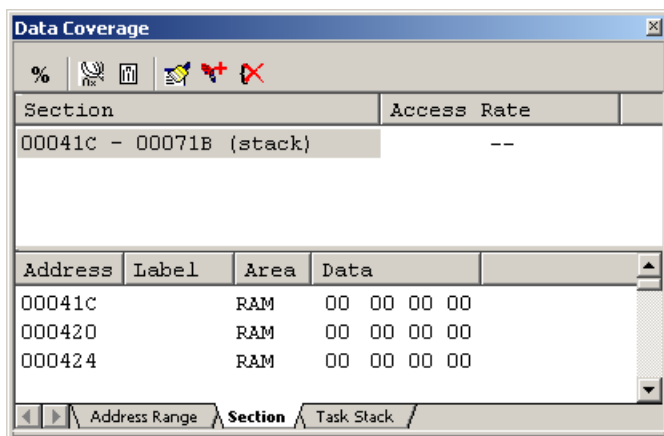 Data Coverage
%
Section Access Rate
00041C - 00071B (stack) --
Address Label Area Data
00041C RAM 00 00 00 00
000420 RAM 00 00 00 00
000424 RAM 00 00 00 00
Address Range Section Task Stack